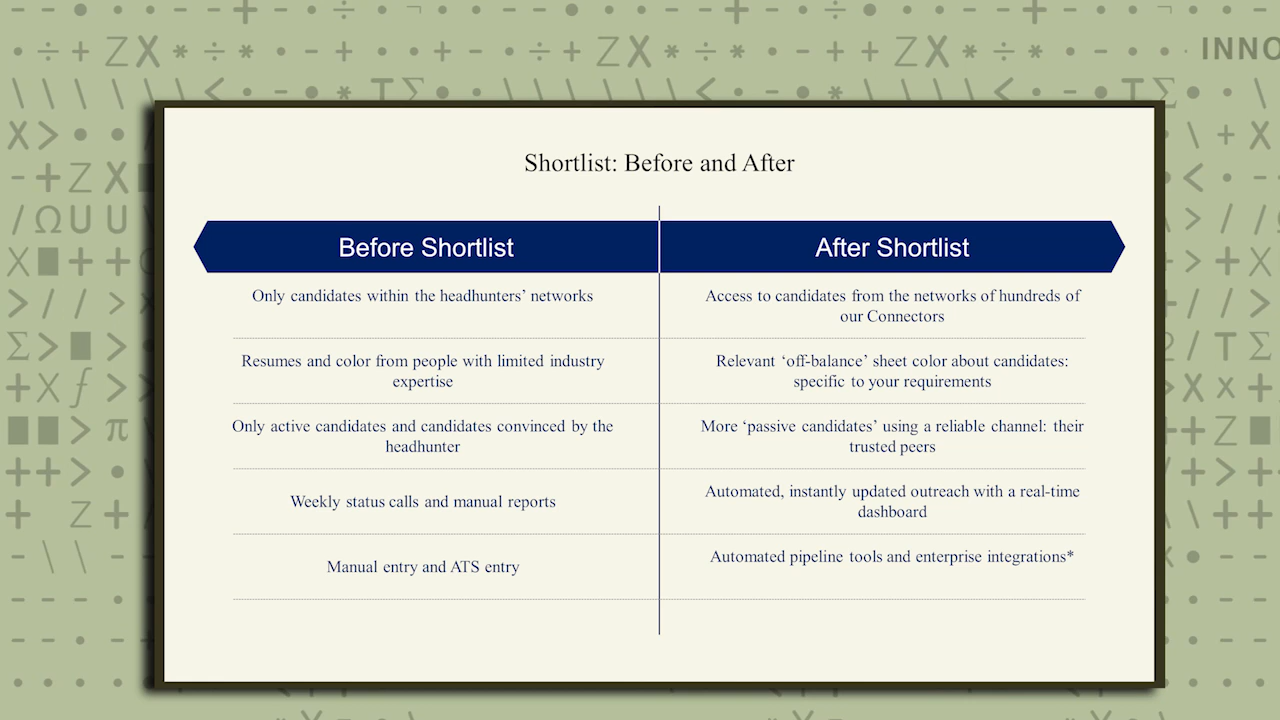 INNO
Shortlist: Before and After
Before Shortlist
After Shortlist
Only candidates within the headhunters’ networks
Access to candidates from the networks of hundreds of
our Connectors
Resumes and color from people with limited industry
expertise
Relevant ‘off-balance’ sheet color about candidates:
specific to your requirements
Only active candidates and candidates convinced by the
headhunter
More ‘passive candidates’ using a reliable channel: their
trusted peers
Weekly status calls and manual reports
Automated, instantly updated outreach with a real-time
dashboard
Manual entry and ATS entry
Automated pipeline tools and enterprise integrations*